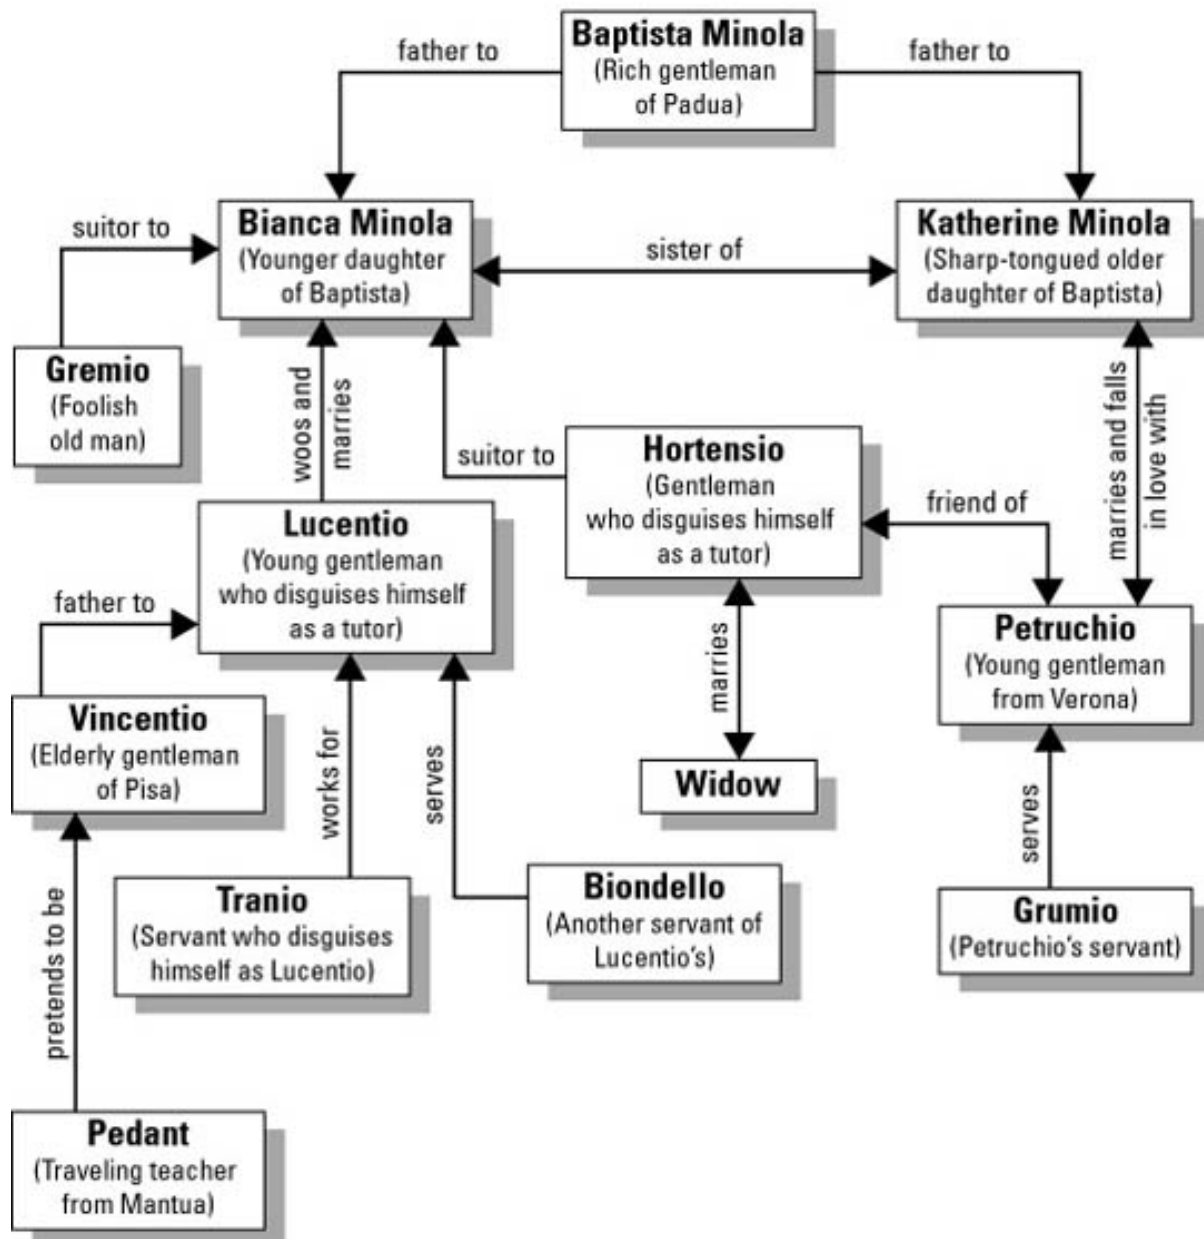 Baptista Minola
(Rich gentleman
of Padua)
father to
father to
Bianca Minola
(Younger daughter
of Baptista)
suitor to
sister of
Katherine Minola
(Sharp-tongued older
daughter of Baptista)
Gremio
(Foolish
old man)
woos and
marries
suitor to
Hortensio
(Gentleman
who disguises himself
as a tutor)
friend of
marries and falls
in love with
Lucentio
(Young gentleman
who disguises himself
as a tutor)
father to
Petruchio
(Young gentleman
from Verona)
marries
Vincentio
(Elderly gentleman
of Pisa)
works for
serves
Widow
serves
Tranio
(Servant who disguises
himself as Lucentio)
Biondello
(Another servant of
Lucentio's)
Grumio
(Petruchio's servant)
pretends to be
Pedant
(Traveling teacher
from Mantua)